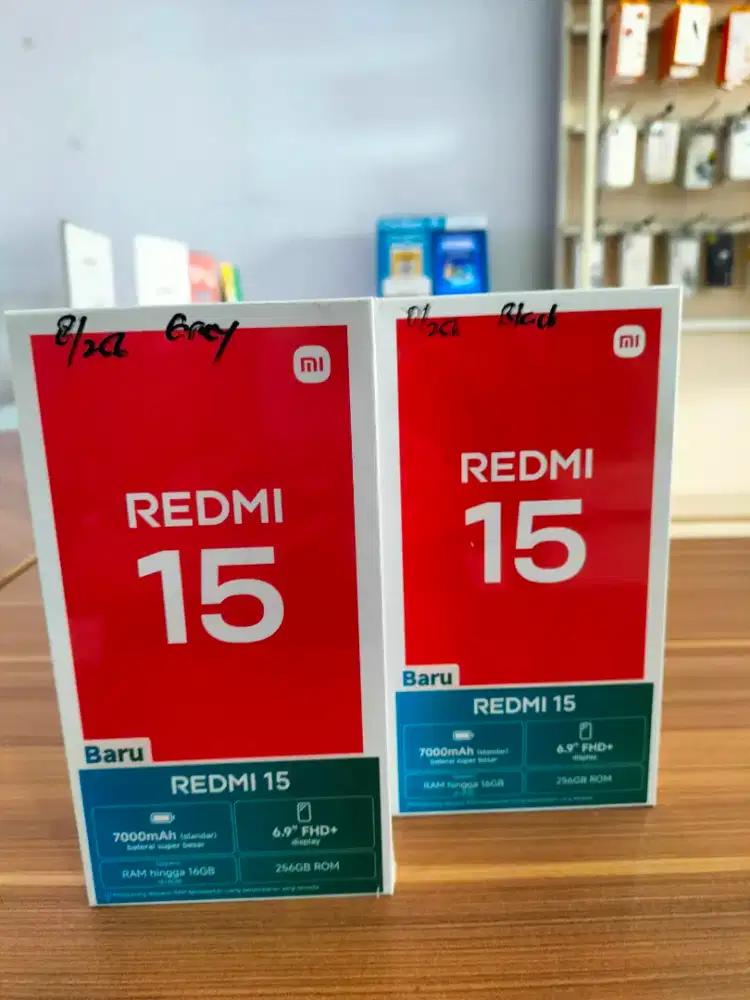 8/256 Grey
mi
REDMI
15
Baru
REDMI 15
7000mAh (standar)
baterai super besar
6.9" FHD+
display
RAM hingga 16GB
256GB ROM
8/256 Black
mi
REDMI
15
Baru
REDMI 15
7000mAh (standar)
baterai super besar
6.9" FHD+
display
RAM hingga 16GB
256GB ROM